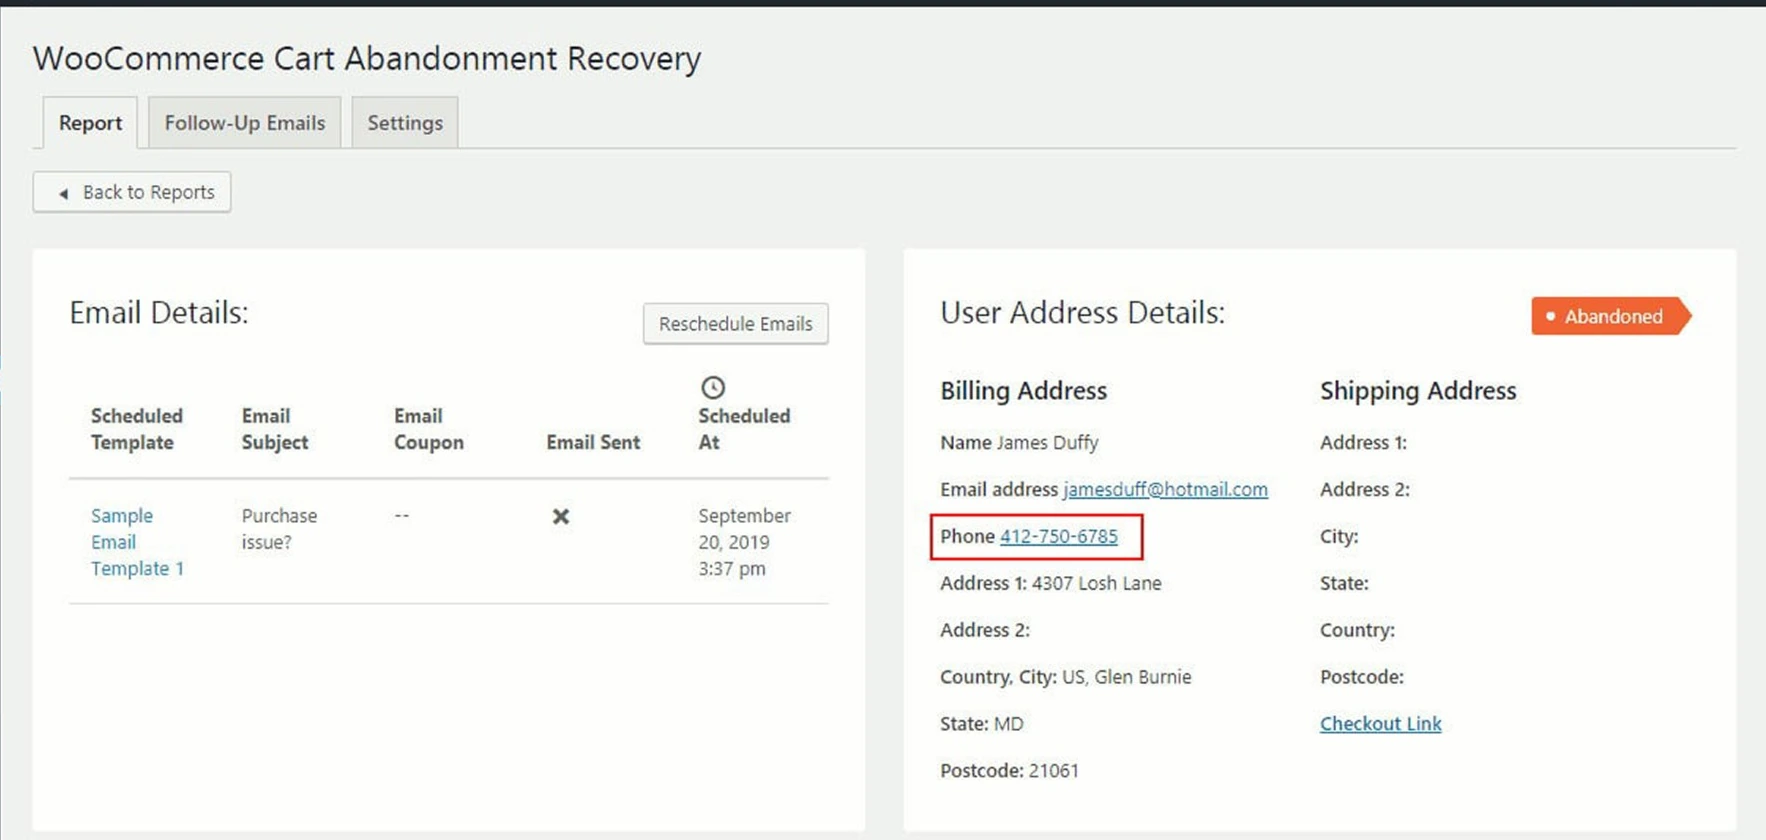 WooCommerce Cart Abandonment Recovery
Report Follow-Up Emails Settings
Back to Reports
Email Details:
Reschedule Emails
Scheduled Template Email Subject Email Coupon Email Sent Scheduled At
Sample Email Template 1 Purchase issue? -- September 20, 2019 3:37 pm
User Address Details:
Abandoned
Billing Address
Name James Duffy
Email address jamesduff@hotmail.com
Phone 412-750-6785
Address 1: 4307 Losh Lane
Address 2:
Country, City: US, Glen Burnie
State: MD
Postcode: 21061
Shipping Address
Address 1:
Address 2:
City:
State:
Country:
Postcode:
Checkout Link